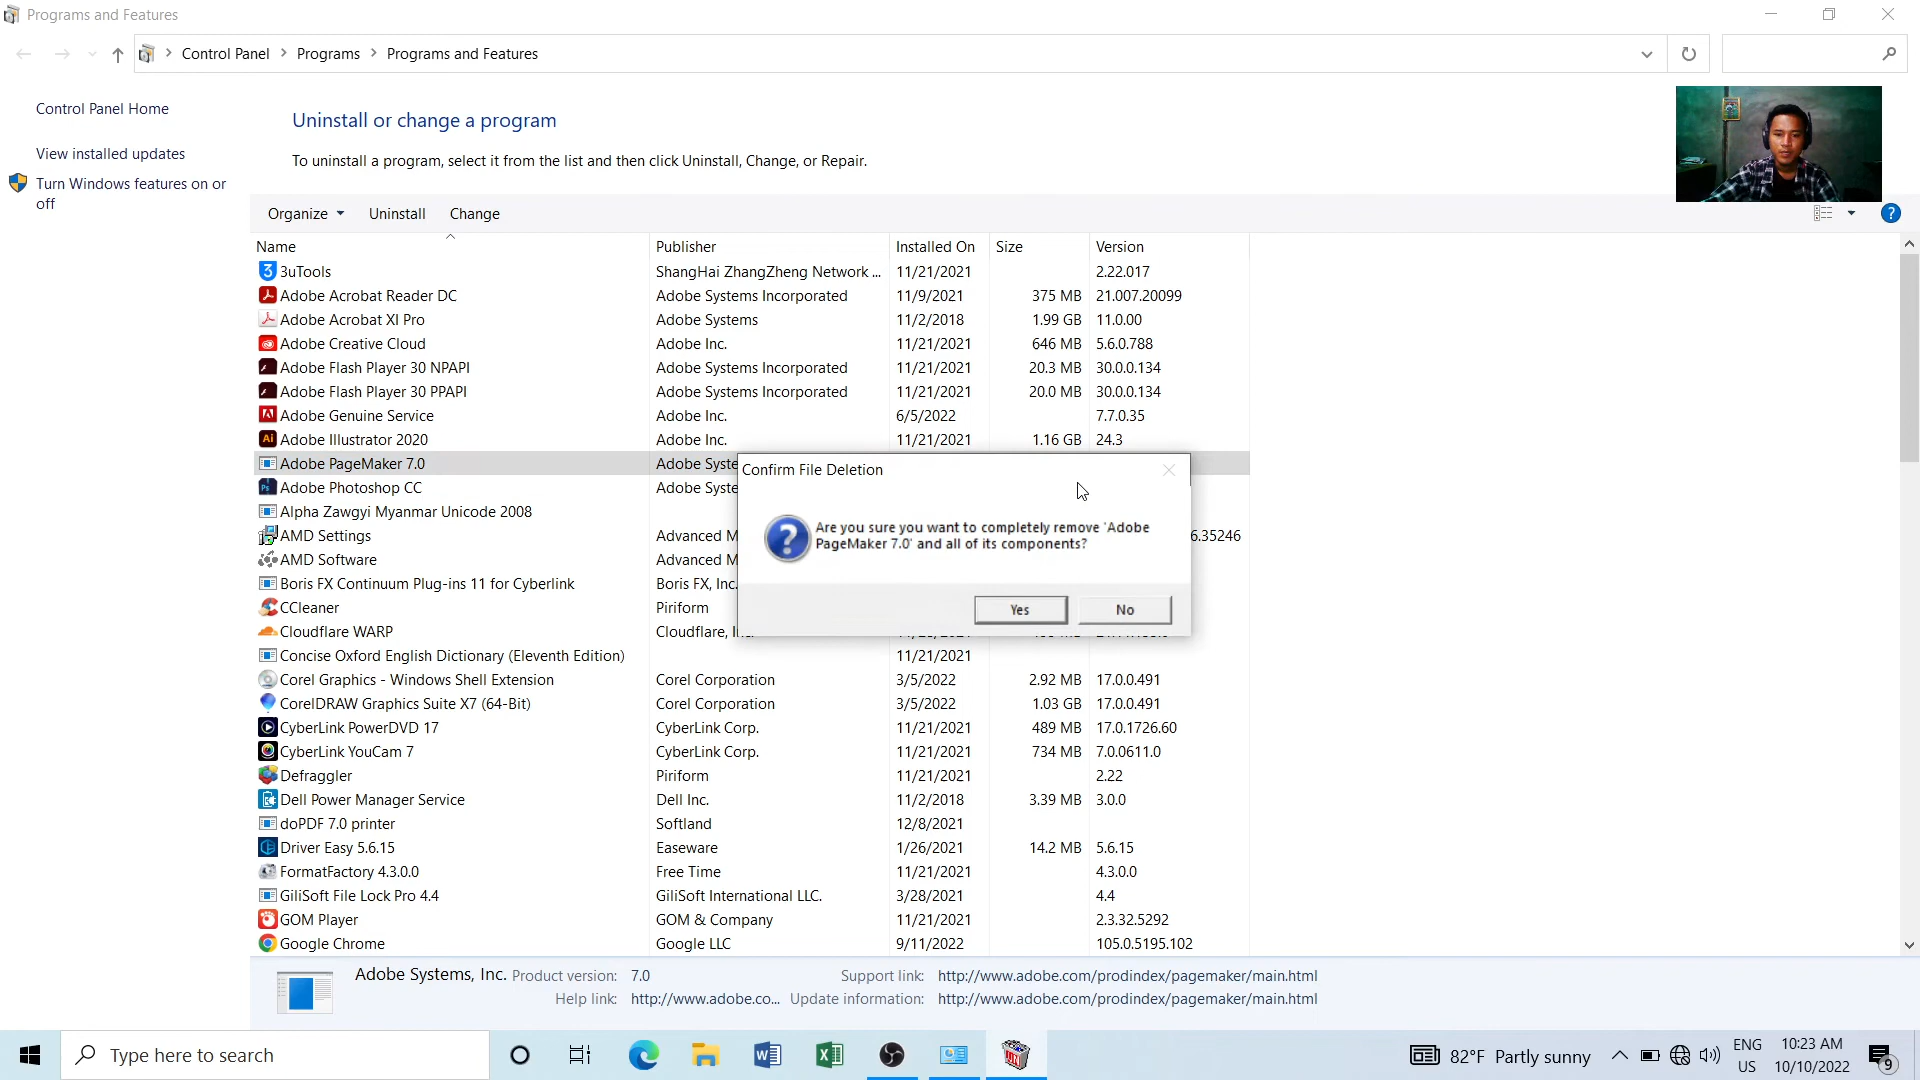 Programs and Features
Control Panel > Programs > Programs and Features
Control Panel Home
View installed updates
Turn Windows features on or
off
Uninstall or change a program
To uninstall a program, select it from the list and then click Uninstall, Change, or Repair.
Organize Uninstall Change
Name Publisher Installed On Size Version
3uTools ShangHai ZhangZheng Network ... 11/21/2021 2.22.017
Adobe Acrobat Reader DC Adobe Systems Incorporated 11/9/2021 375 MB 21.007.20099
Adobe Acrobat XI Pro Adobe Systems 11/2/2018 1.99 GB 11.0.00
Adobe Creative Cloud Adobe Inc. 11/21/2021 646 MB 5.6.0.788
Adobe Flash Player 30 NPAPI Adobe Systems Incorporated 11/21/2021 20.3 MB 30.0.0.134
Adobe Flash Player 30 PPAPI Adobe Systems Incorporated 11/21/2021 20.0 MB 30.0.0.134
Adobe Genuine Service Adobe Inc. 6/5/2022 7.7.0.35
Adobe Illustrator 2020 Adobe Inc. 11/21/2021 1.16 GB 24.3
Adobe PageMaker 7.0 Adobe Syste
Adobe Photoshop CC Adobe Syste
Alpha Zawgyi Myanmar Unicode 2008
AMD Settings Advanced M 6.35246
AMD Software Advanced M
Boris FX Continuum Plug-ins 11 for Cyberlink Boris FX, Inc.
CCleaner Piriform
Cloudflare WARP Cloudflare,
Concise Oxford English Dictionary (Eleventh Edition) 11/21/2021
Corel Graphics - Windows Shell Extension Corel Corporation 3/5/2022 2.92 MB 17.0.0.491
CorelDRAW Graphics Suite X7 (64-Bit) Corel Corporation 3/5/2022 1.03 GB 17.0.0.491
CyberLink PowerDVD 17 CyberLink Corp. 11/21/2021 489 MB 17.0.1726.60
CyberLink YouCam 7 CyberLink Corp. 11/21/2021 734 MB 7.0.0611.0
Defraggler Piriform 11/21/2021 2.22
Dell Power Manager Service Dell Inc. 11/2/2018 3.39 MB 3.0.0
doPDF 7.0 printer Softland 12/8/2021
Driver Easy 5.6.15 Easeware 1/26/2021 14.2 MB 5.6.15
FormatFactory 4.3.0.0 Free Time 11/21/2021 4.3.0.0
GiliSoft File Lock Pro 4.4 GiliSoft International LLC. 3/28/2021 4.4
GOM Player GOM & Company 11/21/2021 2.3.32.5292
Google Chrome Google LLC 9/11/2022 105.0.5195.102
Confirm File Deletion
Are you sure you want to completely remove 'Adobe
PageMaker 7.0' and all of its components?
Yes No
Adobe Systems, Inc. Product version: 7.0 Support link: http://www.adobe.com/prodindex/pagemaker/main.html
Help link: http://www.adobe.co... Update information: http://www.adobe.com/prodindex/pagemaker/main.html
Type here to search
82°F Partly sunny
ENG
US
10:23 AM
10/10/2022
9